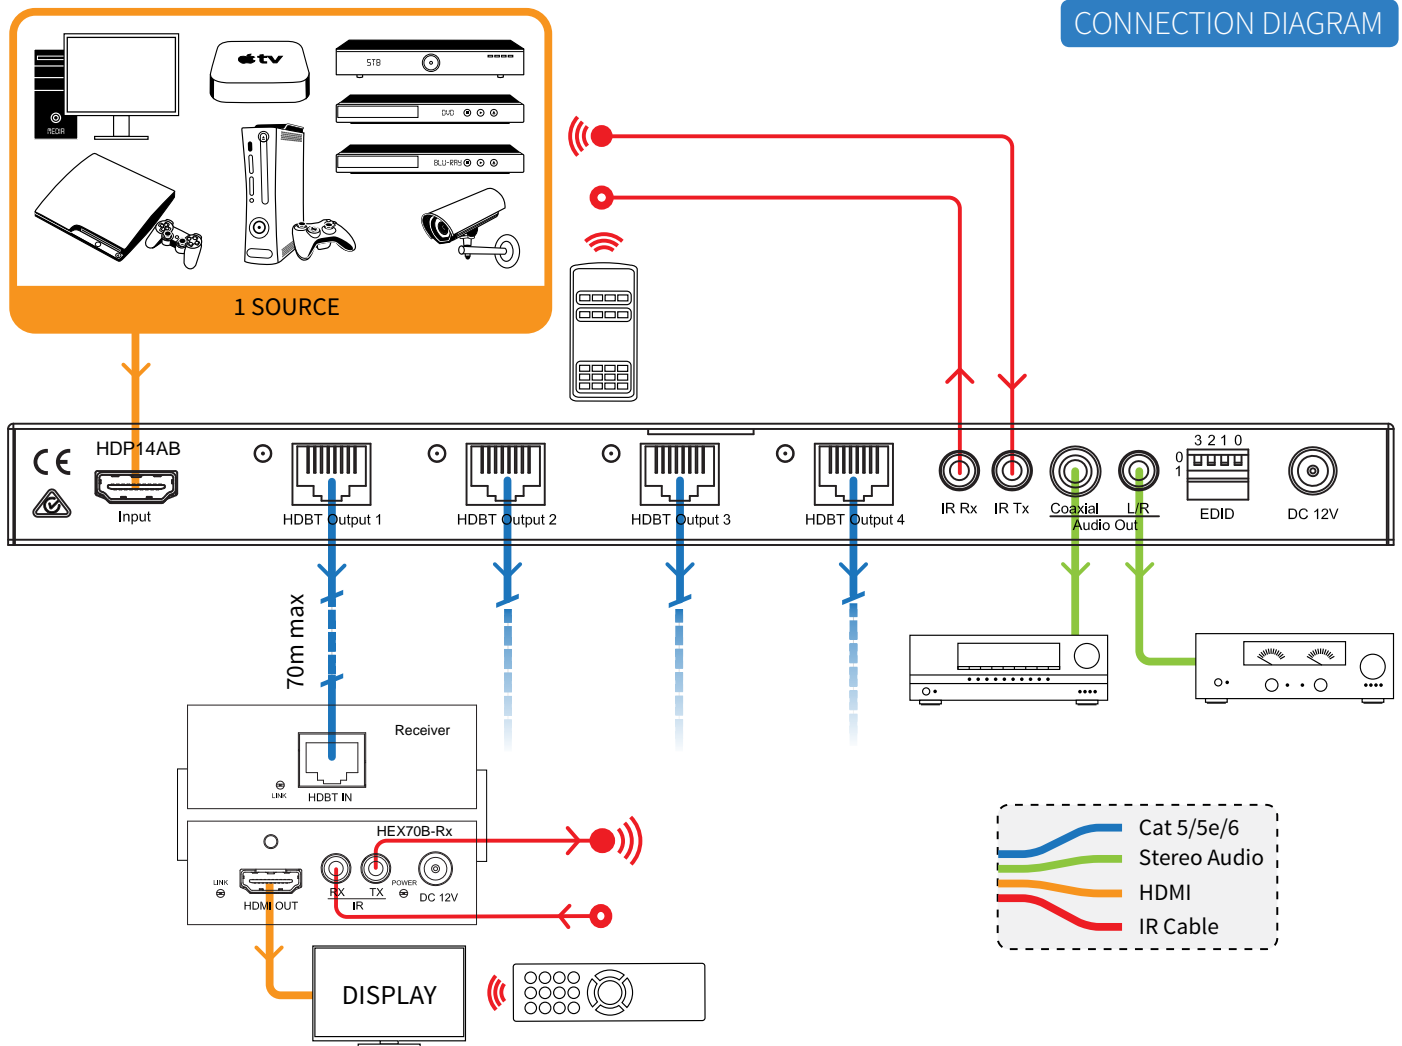 CONNECTION DIAGRAM
tv
STB
DVD
MEDIA
BLU-RAY
1 SOURCE
HDP14AB
CE
Input
HDBT Output 1
HDBT Output 2
HDBT Output 3
HDBT Output 4
IR Rx
IR Tx
Coaxial
L/R
Audio Out
3 2 1 0
0
1
EDID
DC 12V
70m max
Receiver
LINK
HDBT IN
HEX70B-Rx
LINK
HDMI OUT
RX
TX
IR
POWER
DC 12V
DISPLAY
Cat 5/5e/6
Stereo Audio
HDMI
IR Cable